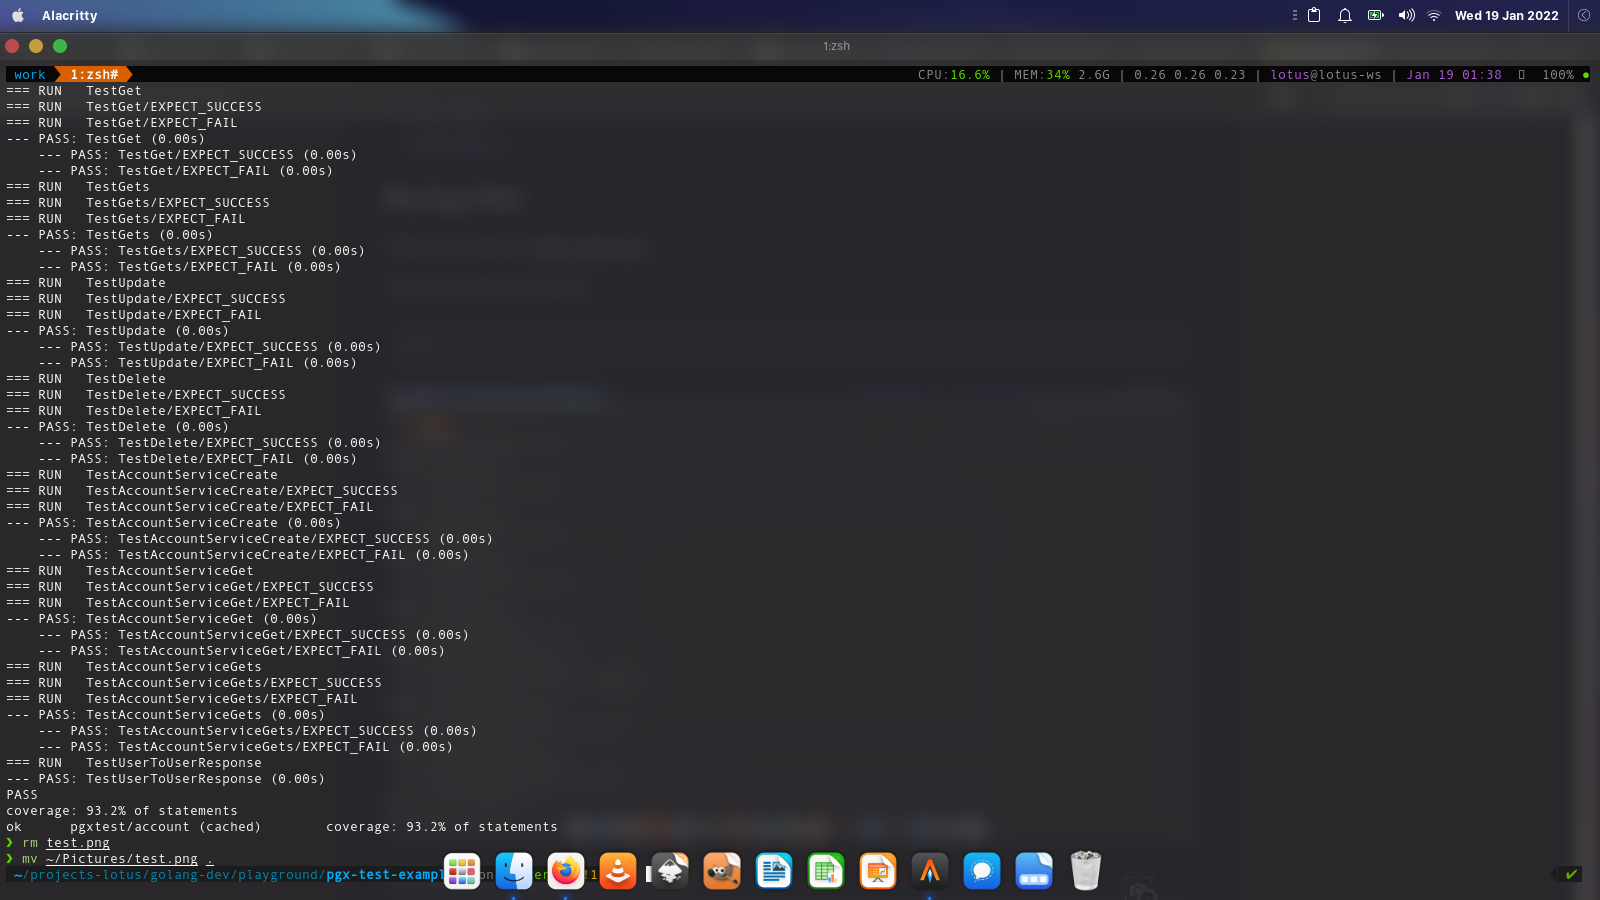 Alacritty
Wed 19 Jan 2022
1:zsh
work 1:zsh# CPU:16.6% | MEM:34% 2.6G | 0.26 0.26 0.23 | lotus@lotus-ws | Jan 19 01:38 100% ●
=== RUN   TestGet
=== RUN   TestGet/EXPECT_SUCCESS
=== RUN   TestGet/EXPECT_FAIL
--- PASS: TestGet (0.00s)
    --- PASS: TestGet/EXPECT_SUCCESS (0.00s)
    --- PASS: TestGet/EXPECT_FAIL (0.00s)
=== RUN   TestGets
=== RUN   TestGets/EXPECT_SUCCESS
=== RUN   TestGets/EXPECT_FAIL
--- PASS: TestGets (0.00s)
    --- PASS: TestGets/EXPECT_SUCCESS (0.00s)
    --- PASS: TestGets/EXPECT_FAIL (0.00s)
=== RUN   TestUpdate
=== RUN   TestUpdate/EXPECT_SUCCESS
=== RUN   TestUpdate/EXPECT_FAIL
--- PASS: TestUpdate (0.00s)
    --- PASS: TestUpdate/EXPECT_SUCCESS (0.00s)
    --- PASS: TestUpdate/EXPECT_FAIL (0.00s)
=== RUN   TestDelete
=== RUN   TestDelete/EXPECT_SUCCESS
=== RUN   TestDelete/EXPECT_FAIL
--- PASS: TestDelete (0.00s)
    --- PASS: TestDelete/EXPECT_SUCCESS (0.00s)
    --- PASS: TestDelete/EXPECT_FAIL (0.00s)
=== RUN   TestAccountServiceCreate
=== RUN   TestAccountServiceCreate/EXPECT_SUCCESS
=== RUN   TestAccountServiceCreate/EXPECT_FAIL
--- PASS: TestAccountServiceCreate (0.00s)
    --- PASS: TestAccountServiceCreate/EXPECT_SUCCESS (0.00s)
    --- PASS: TestAccountServiceCreate/EXPECT_FAIL (0.00s)
=== RUN   TestAccountServiceGet
=== RUN   TestAccountServiceGet/EXPECT_SUCCESS
=== RUN   TestAccountServiceGet/EXPECT_FAIL
--- PASS: TestAccountServiceGet (0.00s)
    --- PASS: TestAccountServiceGet/EXPECT_SUCCESS (0.00s)
    --- PASS: TestAccountServiceGet/EXPECT_FAIL (0.00s)
=== RUN   TestAccountServiceGets
=== RUN   TestAccountServiceGets/EXPECT_SUCCESS
=== RUN   TestAccountServiceGets/EXPECT_FAIL
--- PASS: TestAccountServiceGets (0.00s)
    --- PASS: TestAccountServiceGets/EXPECT_SUCCESS (0.00s)
    --- PASS: TestAccountServiceGets/EXPECT_FAIL (0.00s)
=== RUN   TestUserToUserResponse
--- PASS: TestUserToUserResponse (0.00s)
PASS
coverage: 93.2% of statements
ok      pgxtest/account (cached)        coverage: 93.2% of statements
❯ rm test.png
❯ mv ~/Pictures/test.png .
~/projects-lotus/golang-dev/playground/pgx-test-exampl !1 ✔